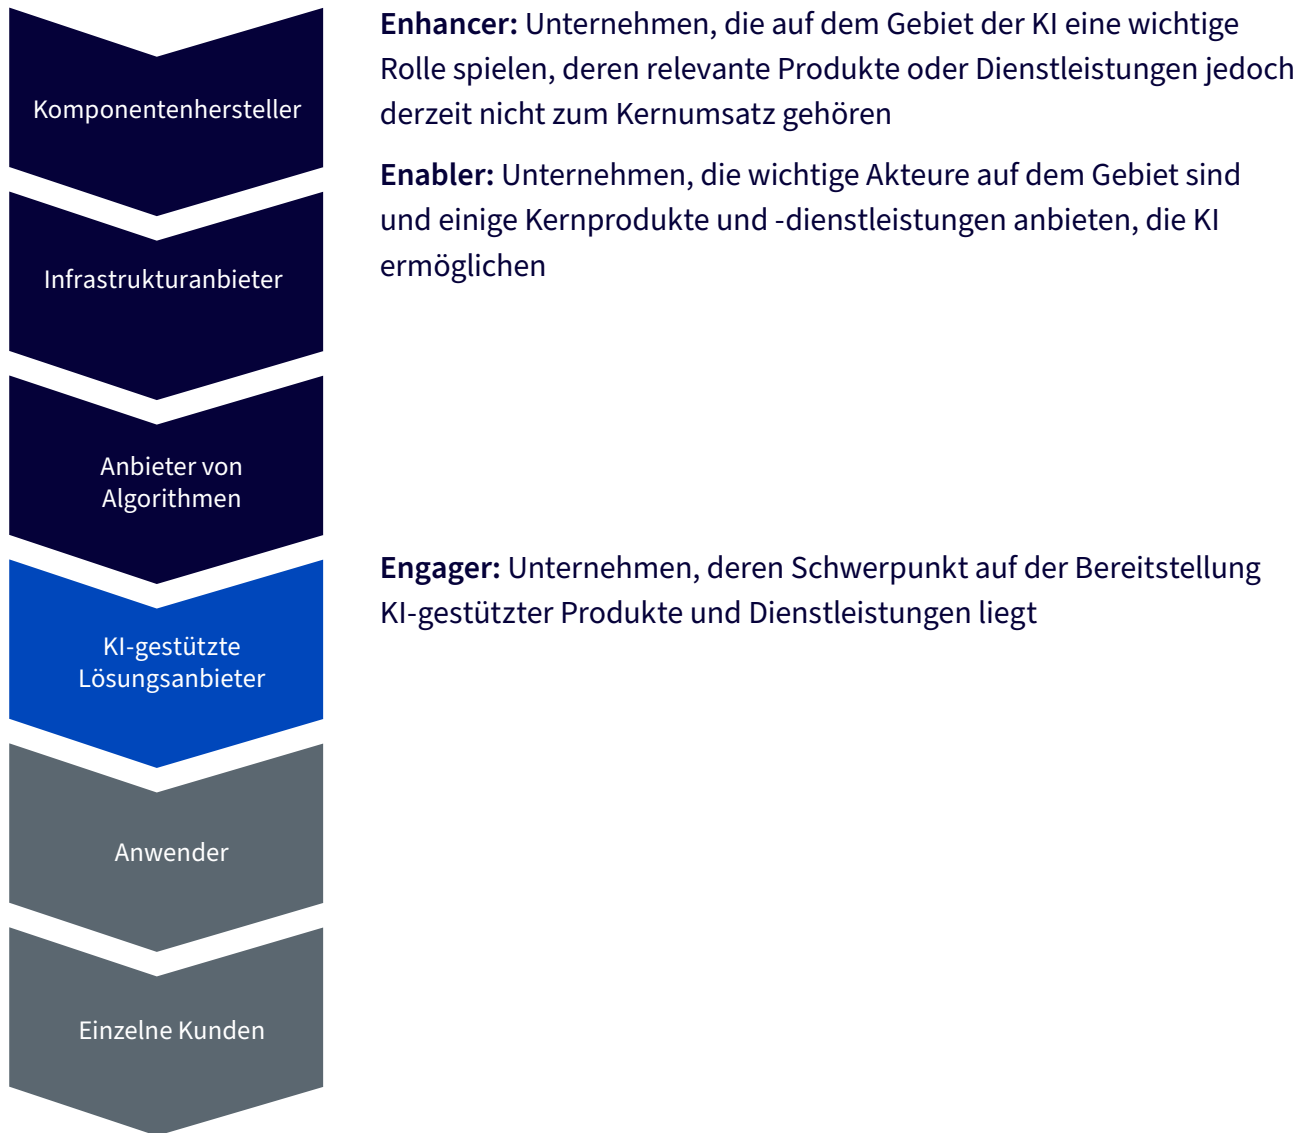 Komponentenhersteller
Enhancer: Unternehmen, die auf dem Gebiet der KI eine wichtige
Rolle spielen, deren relevante Produkte oder Dienstleistungen jedoch
derzeit nicht zum Kernumsatz gehören
Enabler: Unternehmen, die wichtige Akteure auf dem Gebiet sind
und einige Kernprodukte und -dienstleistungen anbieten, die KI
ermöglichen
Infrastrukturanbieter
Anbieter von
Algorithmen
KI-gestützte
Lösungsanbieter
Engager: Unternehmen, deren Schwerpunkt auf der Bereitstellung
KI-gestützter Produkte und Dienstleistungen liegt
Anwender
Einzelne Kunden